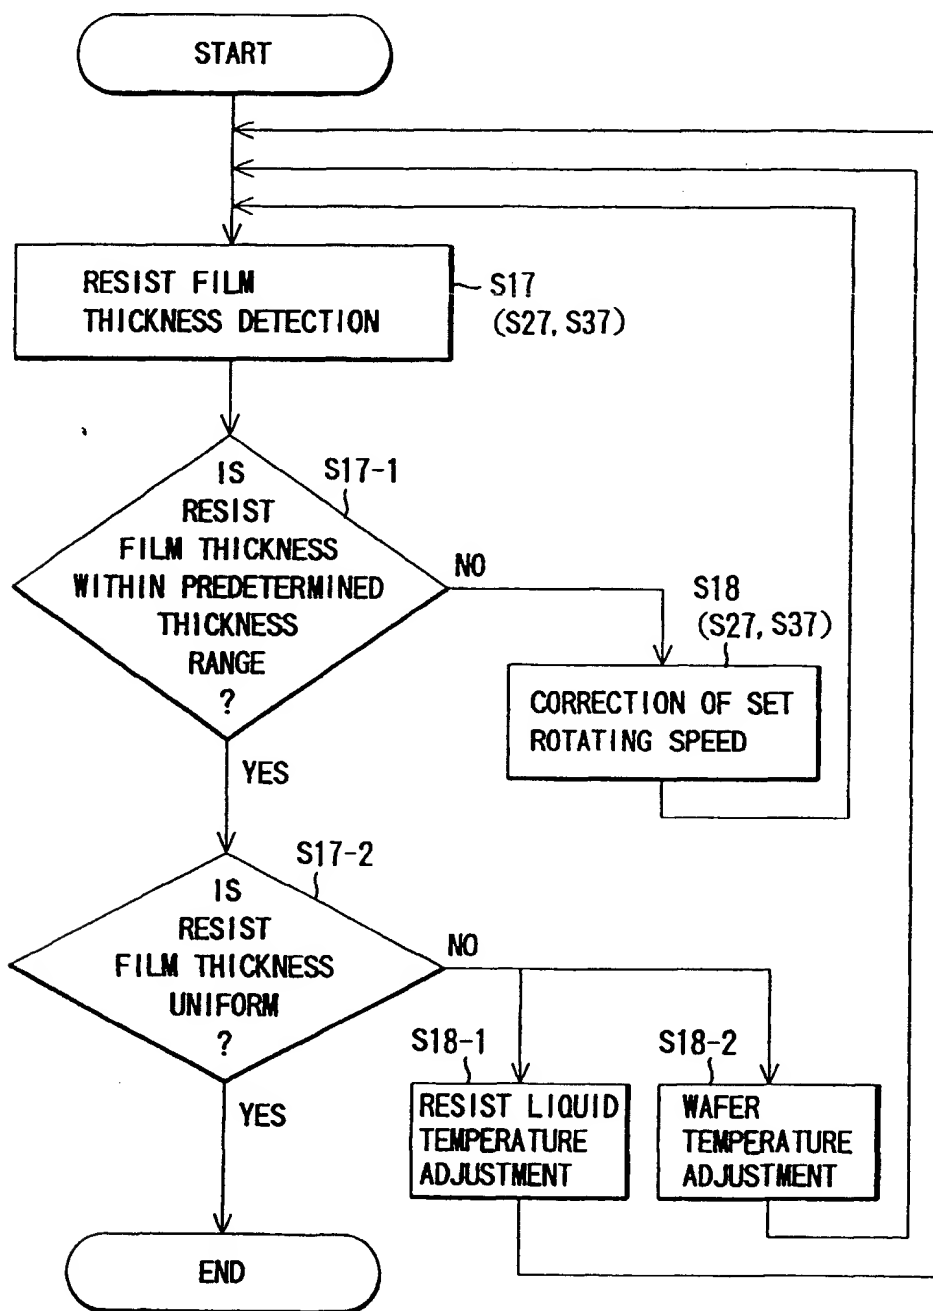 START
RESIST FILM
THICKNESS DETECTION
S17
(S27, S37)
IS
RESIST
FILM THICKNESS
WITHIN PREDETERMINED
THICKNESS
RANGE
?
S17-1
NO
S18
(S27, S37)
CORRECTION OF SET
ROTATING SPEED
YES
IS
RESIST
FILM THICKNESS
UNIFORM
?
S17-2
NO
S18-1
RESIST LIQUID
TEMPERATURE
ADJUSTMENT
S18-2
WAFER
TEMPERATURE
ADJUSTMENT
YES
END